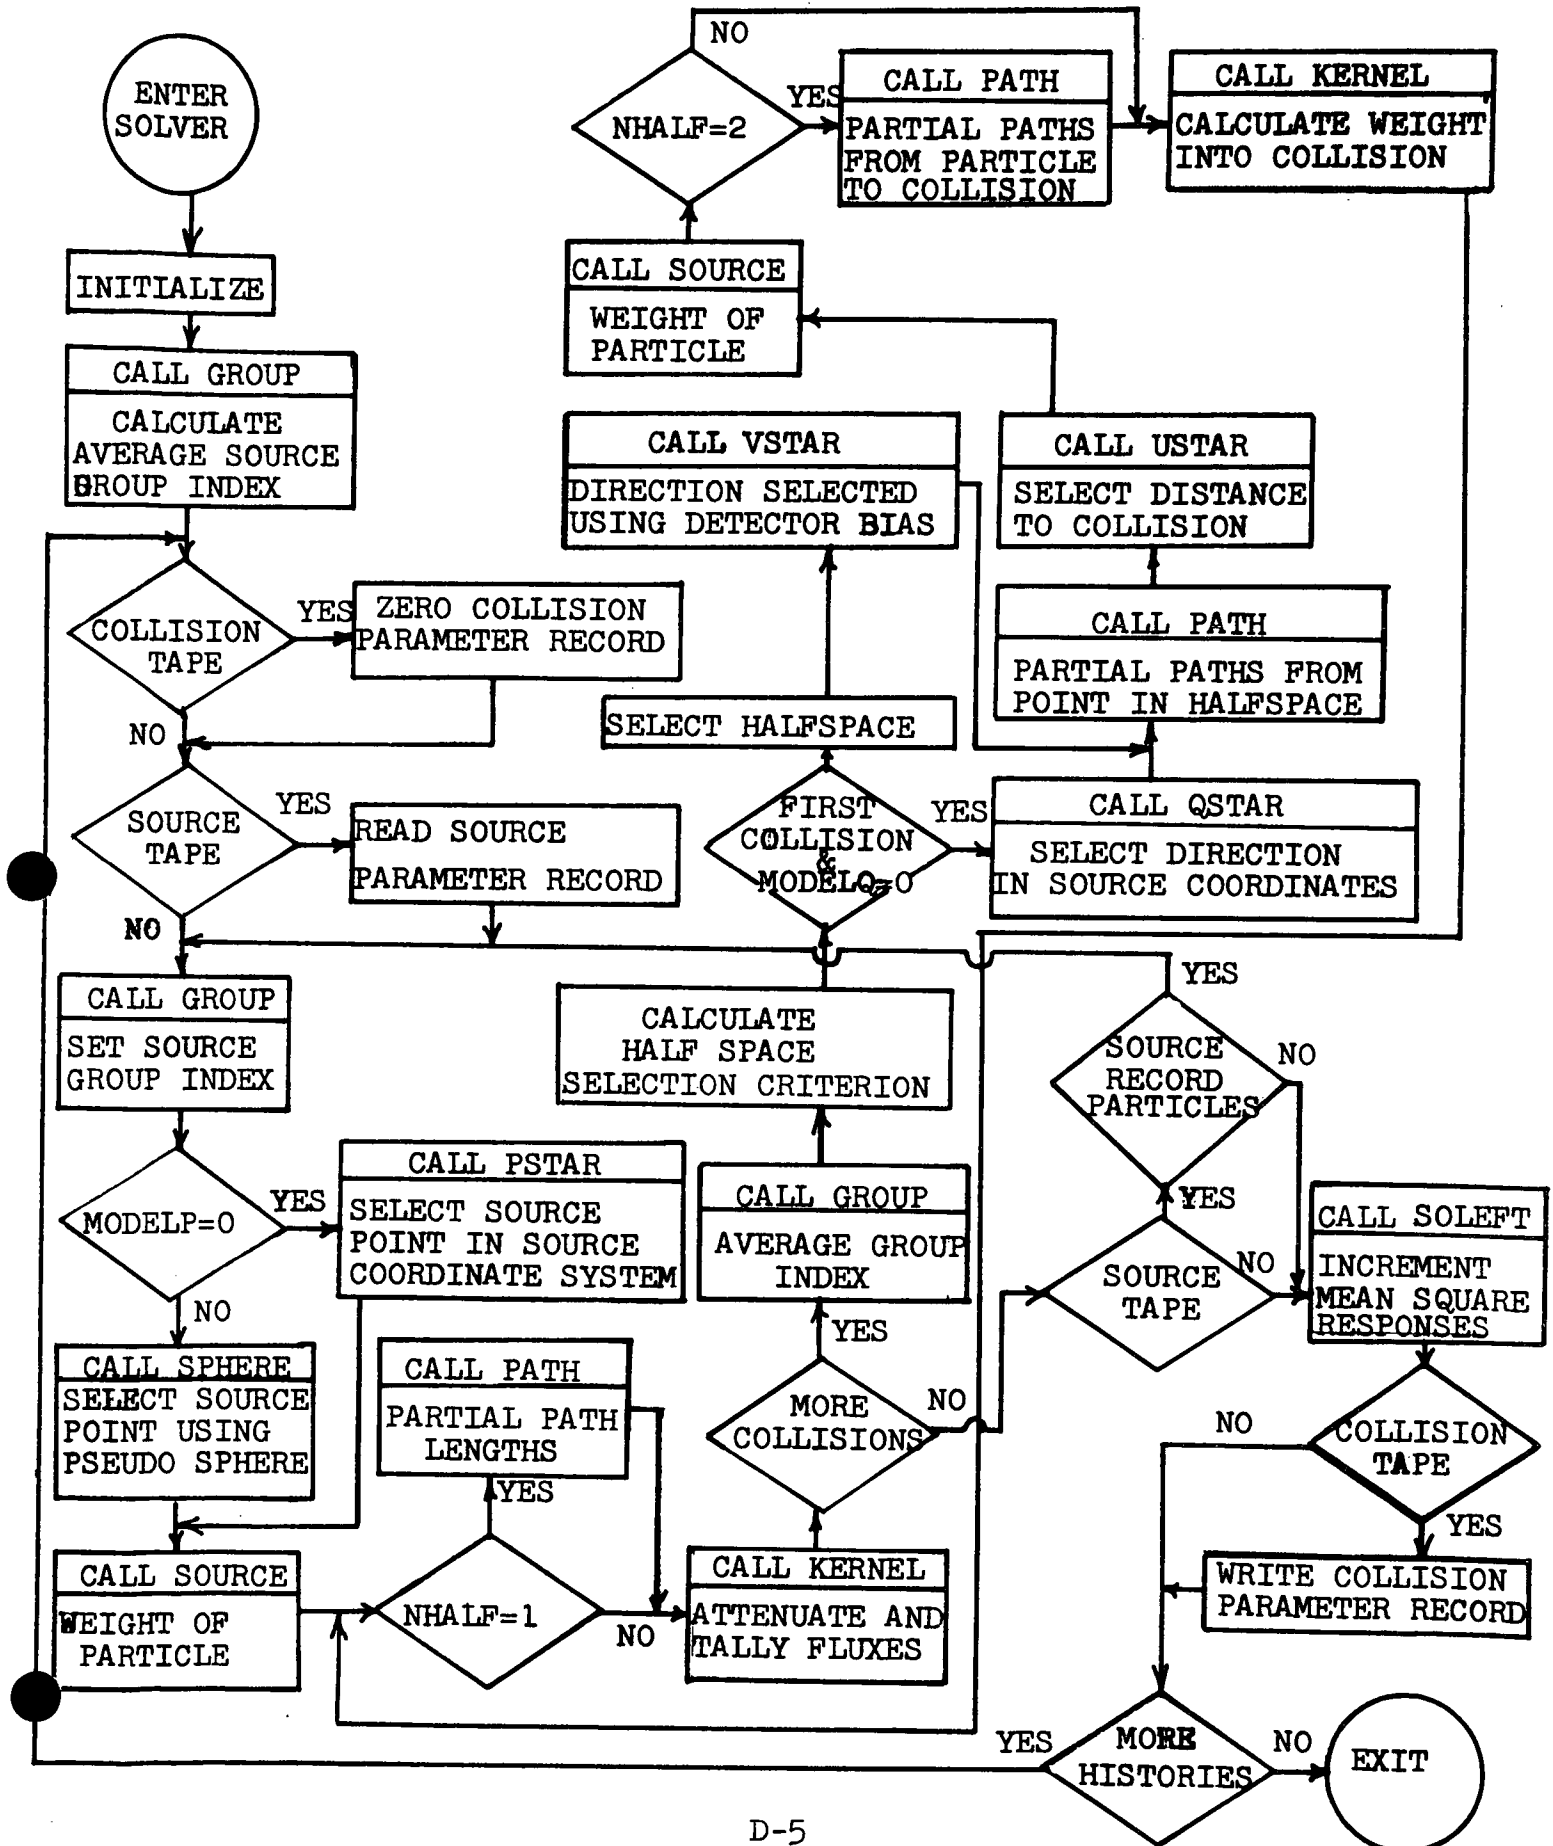 ENTER
SOLVER
INITIALIZE
CALL GROUP
CALCULATE
AVERAGE SOURCE
GROUP INDEX
COLLISION
TAPE
YES
ZERO COLLISION
PARAMETER RECORD
NO
SOURCE
TAPE
YES
READ SOURCE
PARAMETER RECORD
NO
CALL GROUP
SET SOURCE
GROUP INDEX
MODELP=0
YES
CALL PSTAR
SELECT SOURCE
POINT IN SOURCE
COORDINATE SYSTEM
NO
CALL SPHERE
SELECT SOURCE
POINT USING
PSEUDO SPHERE
CALL SOURCE
WEIGHT OF
PARTICLE
NHALF=1
YES
CALL PATH
PARTIAL PATH
LENGTHS
NO
CALL KERNEL
ATTENUATE AND
TALLY FLUXES
MORE
COLLISIONS
YES
NO
CALL GROUP
AVERAGE GROUP
INDEX
CALCULATE
HALF SPACE
SELECTION CRITERION
FIRST
COLLISION
&
MODELQ=0
YES
CALL QSTAR
SELECT DIRECTION
IN SOURCE COORDINATES
SELECT HALFSPACE
CALL VSTAR
DIRECTION SELECTED
USING DETECTOR BIAS
CALL PATH
PARTIAL PATHS FROM
POINT IN HALFSPACE
CALL USTAR
SELECT DISTANCE
TO COLLISION
CALL SOURCE
WEIGHT OF
PARTICLE
NHALF=2
NO
YES
CALL PATH
PARTIAL PATHS
FROM PARTICLE
TO COLLISION
CALL KERNEL
CALCULATE WEIGHT
INTO COLLISION
SOURCE
TAPE
YES
NO
SOURCE
RECORD
PARTICLES
YES
NO
CALL SOLEFT
INCREMENT
MEAN SQUARE
RESPONSES
COLLISION
TAPE
NO
YES
WRITE COLLISION
PARAMETER RECORD
MORE
HISTORIES
YES
NO
EXIT
D-5